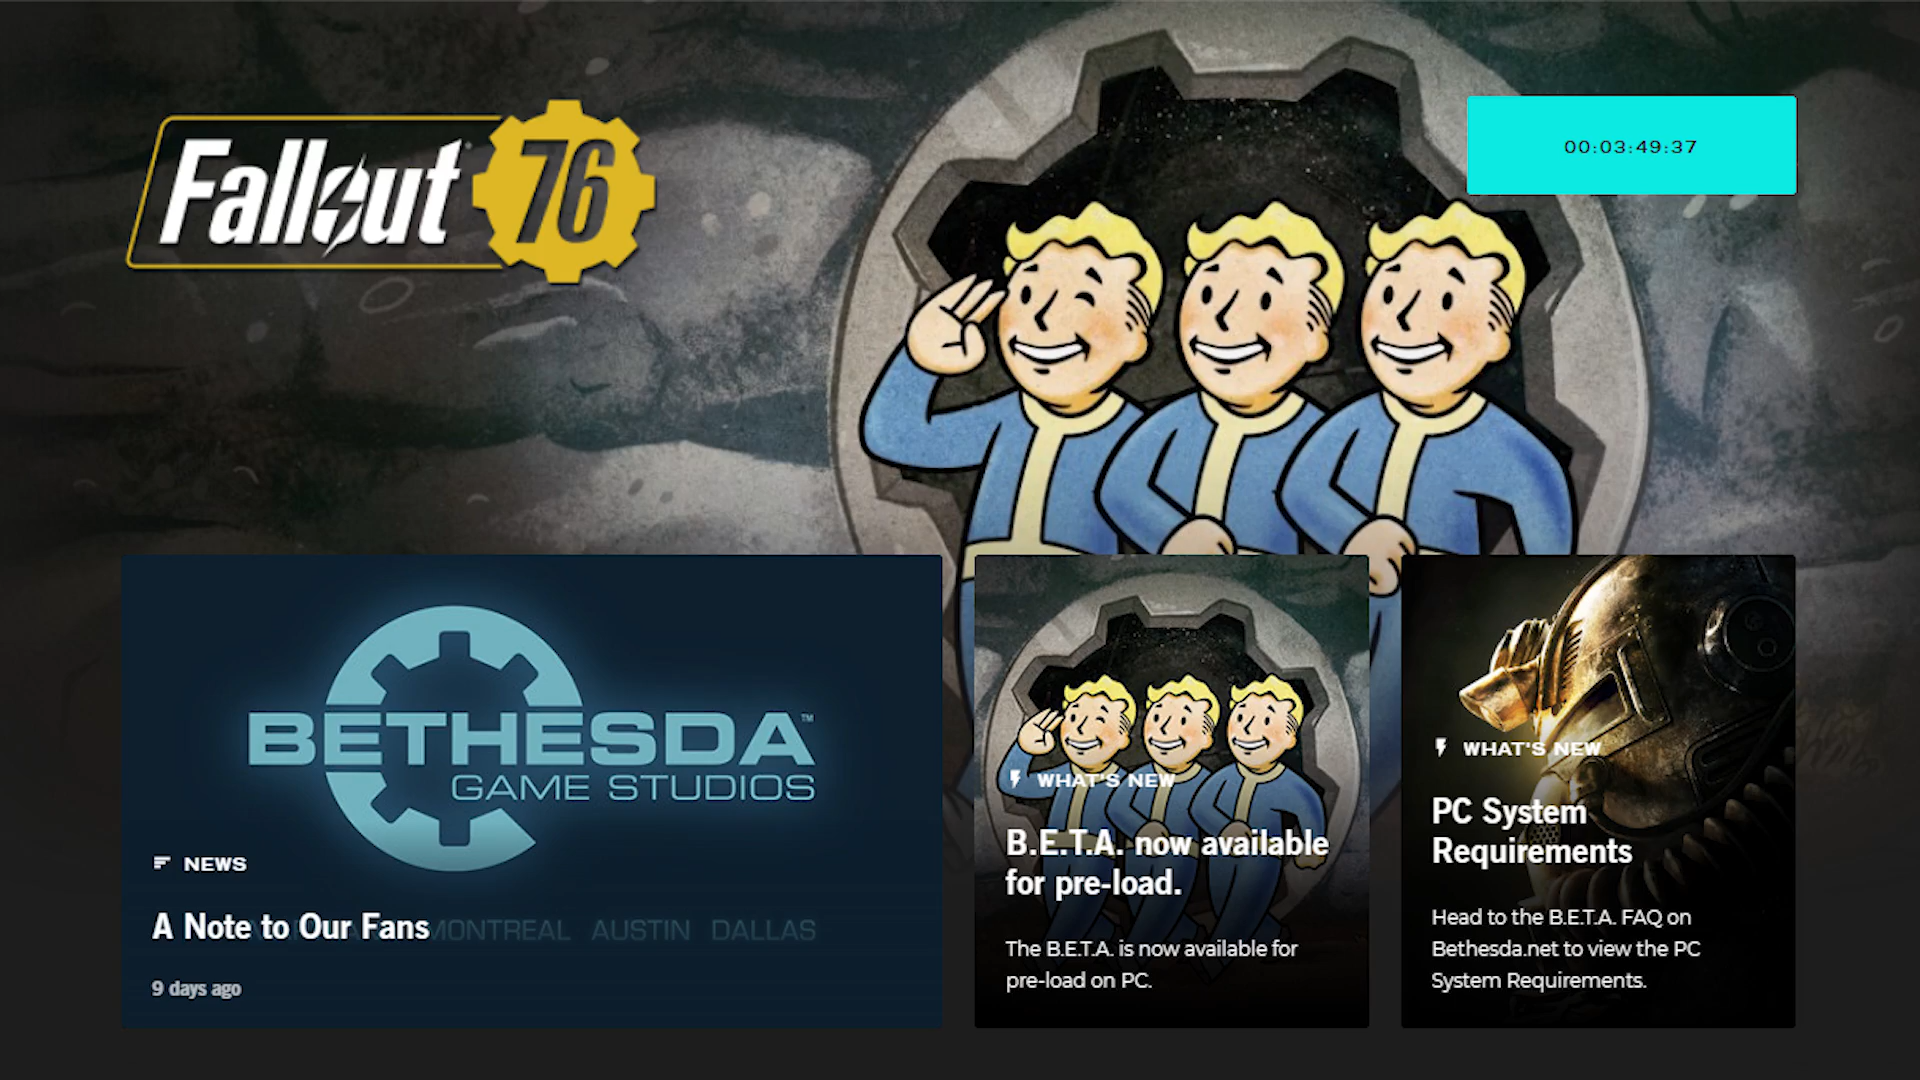 Fallout 76
00:03:49:37
BETHESDA™
GAME STUDIOS
MONTREAL AUSTIN DALLAS
NEWS
A Note to Our Fans
9 days ago
WHAT'S NEW
B.E.T.A. now available
for pre-load.
The B.E.T.A. is now available for
pre-load on PC.
WHAT'S NEW
PC System
Requirements
Head to the B.E.T.A. FAQ on
Bethesda.net to view the PC
System Requirements.